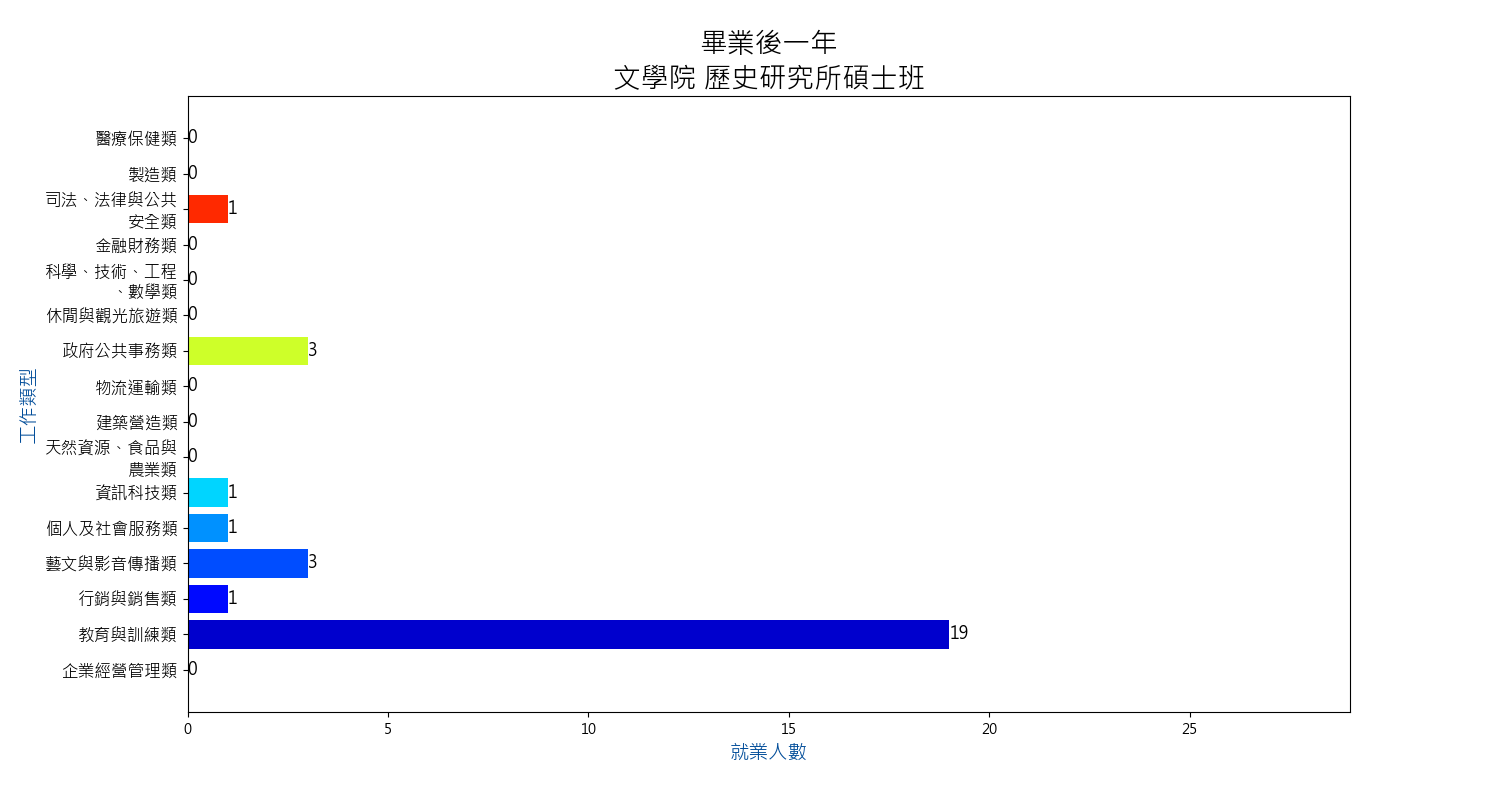 畢業後一年
文學院 歷史研究所碩士班
醫療保健類 0
製造類 0
司法、法律與公共
安全類 1
金融財務類 0
科學、技術、工程
、數學類 0
休閒與觀光旅遊類 0
政府公共事務類 3
物流運輸類 0
建築營造類 0
天然資源、食品與
農業類 0
資訊科技類 1
個人及社會服務類 1
藝文與影音傳播類 3
行銷與銷售類 1
教育與訓練類 19
企業經營管理類 0
工作類型
0 5 10 15 20 25
就業人數